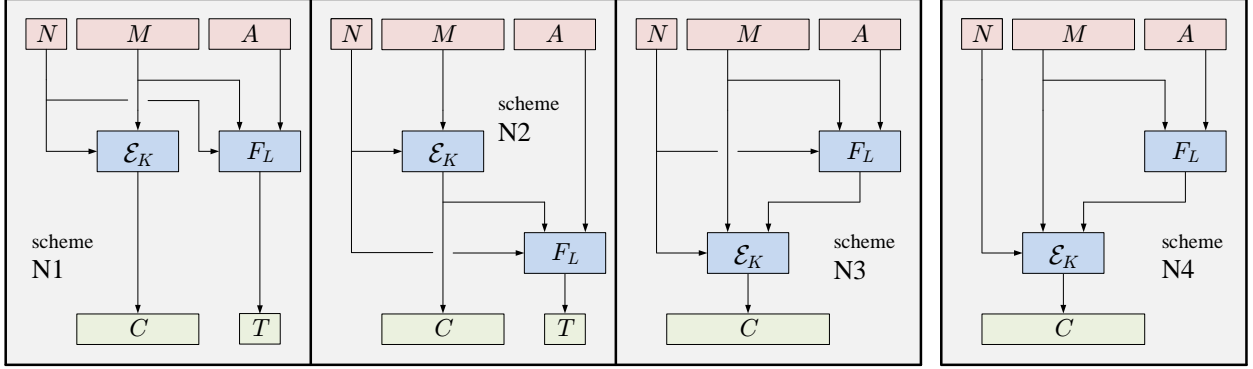 N M A
N M A
N M A
N M A
scheme
N2
ℰ_K F_L
ℰ_K
F_L
F_L
scheme
N1
F_L
ℰ_K
scheme
N3
ℰ_K
scheme
N4
C T
C T
C
C